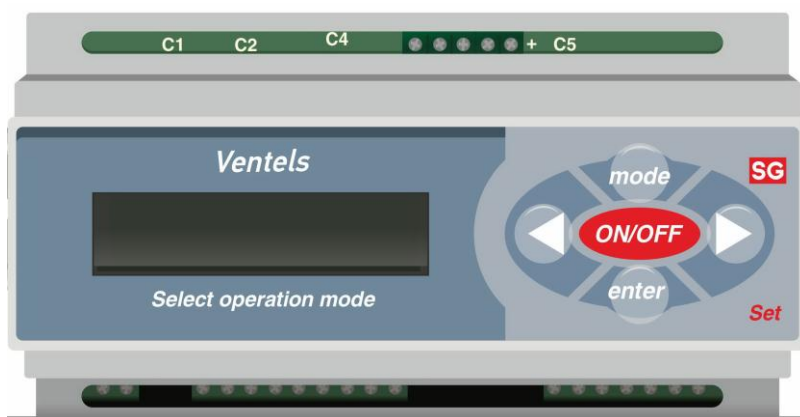 C1 C2 C4 + C5
Ventels
mode
SG
ON/OFF
Select operation mode
enter
Set